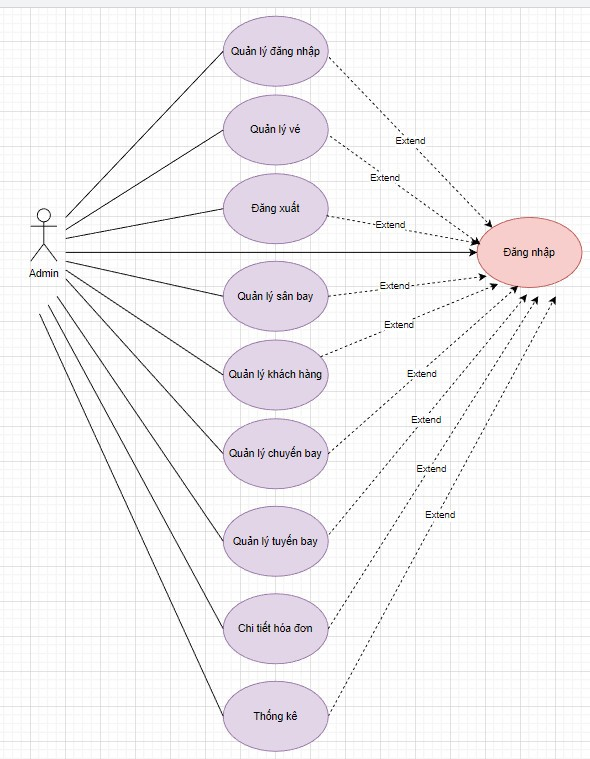 Quản lý đăng nhập
Extend
Quản lý vé
Extend
Đăng xuất
Extend
Admin
Đăng nhập
Quản lý sân bay
Extend
Extend
Quản lý khách hàng
Extend
Quản lý chuyến bay
Extend
Extend
Extend
Quản lý tuyến bay
Chi tiết hóa đơn
Thống kê